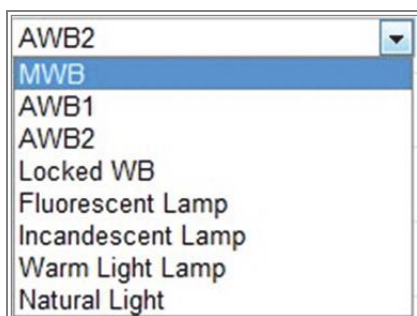 AWB2
MWB
AWB1
AWB2
Locked WB
Fluorescent Lamp
Incandescent Lamp
Warm Light Lamp
Natural Light